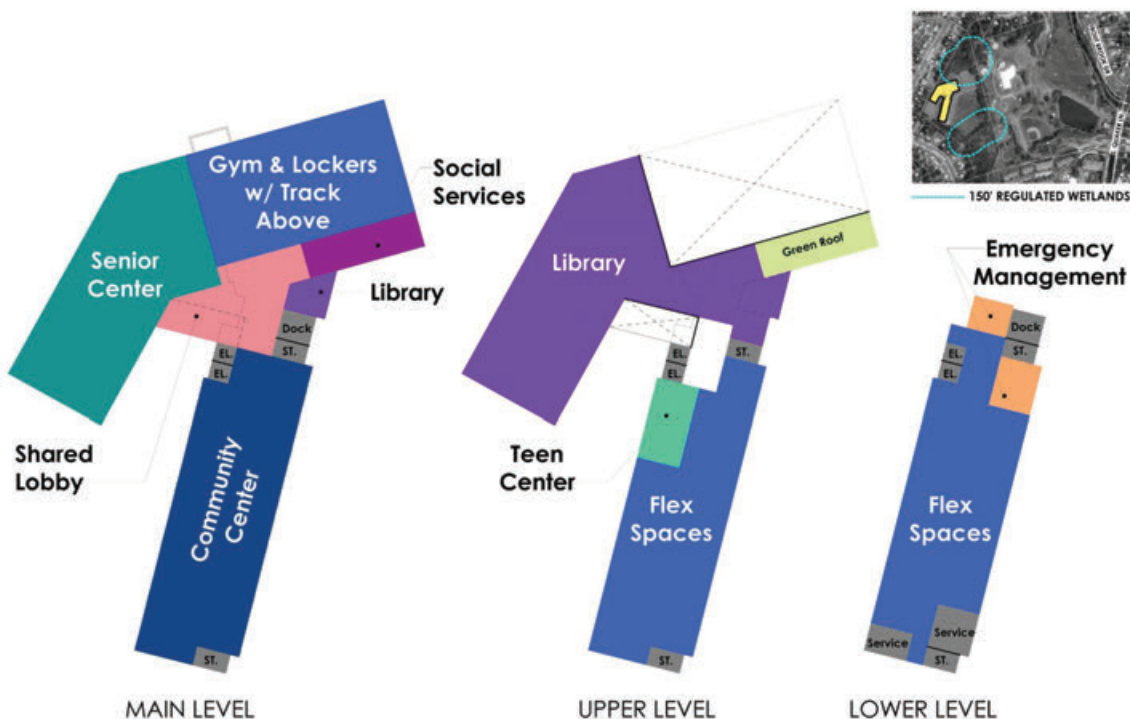 Gym & Lockers
w/ Track
Above
Social
Services
Senior
Center
Library
Dock
ST.
EL.
EL.
Shared
Lobby
Community
Center
ST.
MAIN LEVEL
Library
Green Roof
EL.
EL.
ST.
Teen
Center
Flex
Spaces
ST.
UPPER LEVEL
150' REGULATED WETLANDS
Emergency
Management
Dock
ST.
EL.
EL.
Flex
Spaces
Service
Service
ST.
LOWER LEVEL